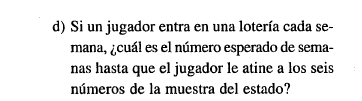 d) Si un jugador entra en una lotería cada se-
mana, ¿cuál es el número esperado de sema-
nas hasta que el jugador le atine a los seis
números de la muestra del estado?